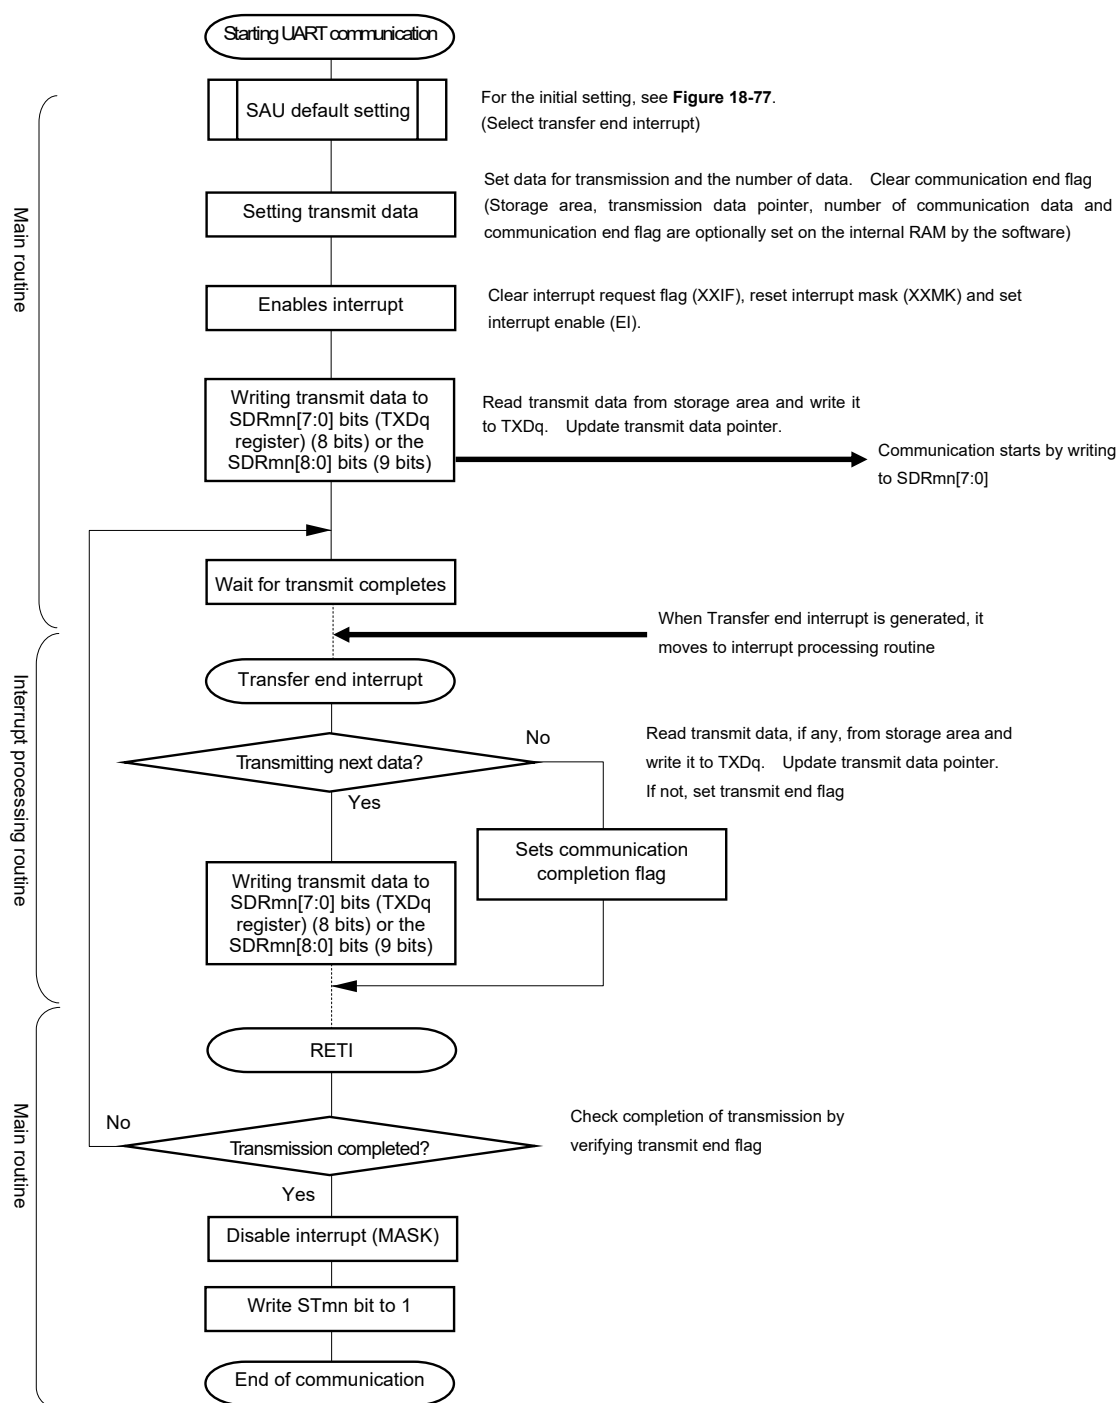 Starting UART communication
SAU default setting
For the initial setting, see Figure 18-77.
(Select transfer end interrupt)
Main routine
Setting transmit data
Set data for transmission and the number of data. Clear communication end flag
(Storage area, transmission data pointer, number of communication data and
communication end flag are optionally set on the internal RAM by the software)
Enables interrupt
Clear interrupt request flag (XXIF), reset interrupt mask (XXMK) and set
interrupt enable (EI).
Writing transmit data to
SDRmn[7:0] bits (TXDq
register) (8 bits) or the
SDRmn[8:0] bits (9 bits)
Read transmit data from storage area and write it
to TXDq. Update transmit data pointer.
Communication starts by writing
to SDRmn[7:0]
Wait for transmit completes
When Transfer end interrupt is generated, it
moves to interrupt processing routine
Interrupt processing routine
Transfer end interrupt
Transmitting next data?
No
Yes
Read transmit data, if any, from storage area and
write it to TXDq. Update transmit data pointer.
If not, set transmit end flag
Sets communication
completion flag
Writing transmit data to
SDRmn[7:0] bits (TXDq
register) (8 bits) or the
SDRmn[8:0] bits (9 bits)
Main routine
RETI
No
Transmission completed?
Check completion of transmission by
verifying transmit end flag
Yes
Disable interrupt (MASK)
Write STmn bit to 1
End of communication